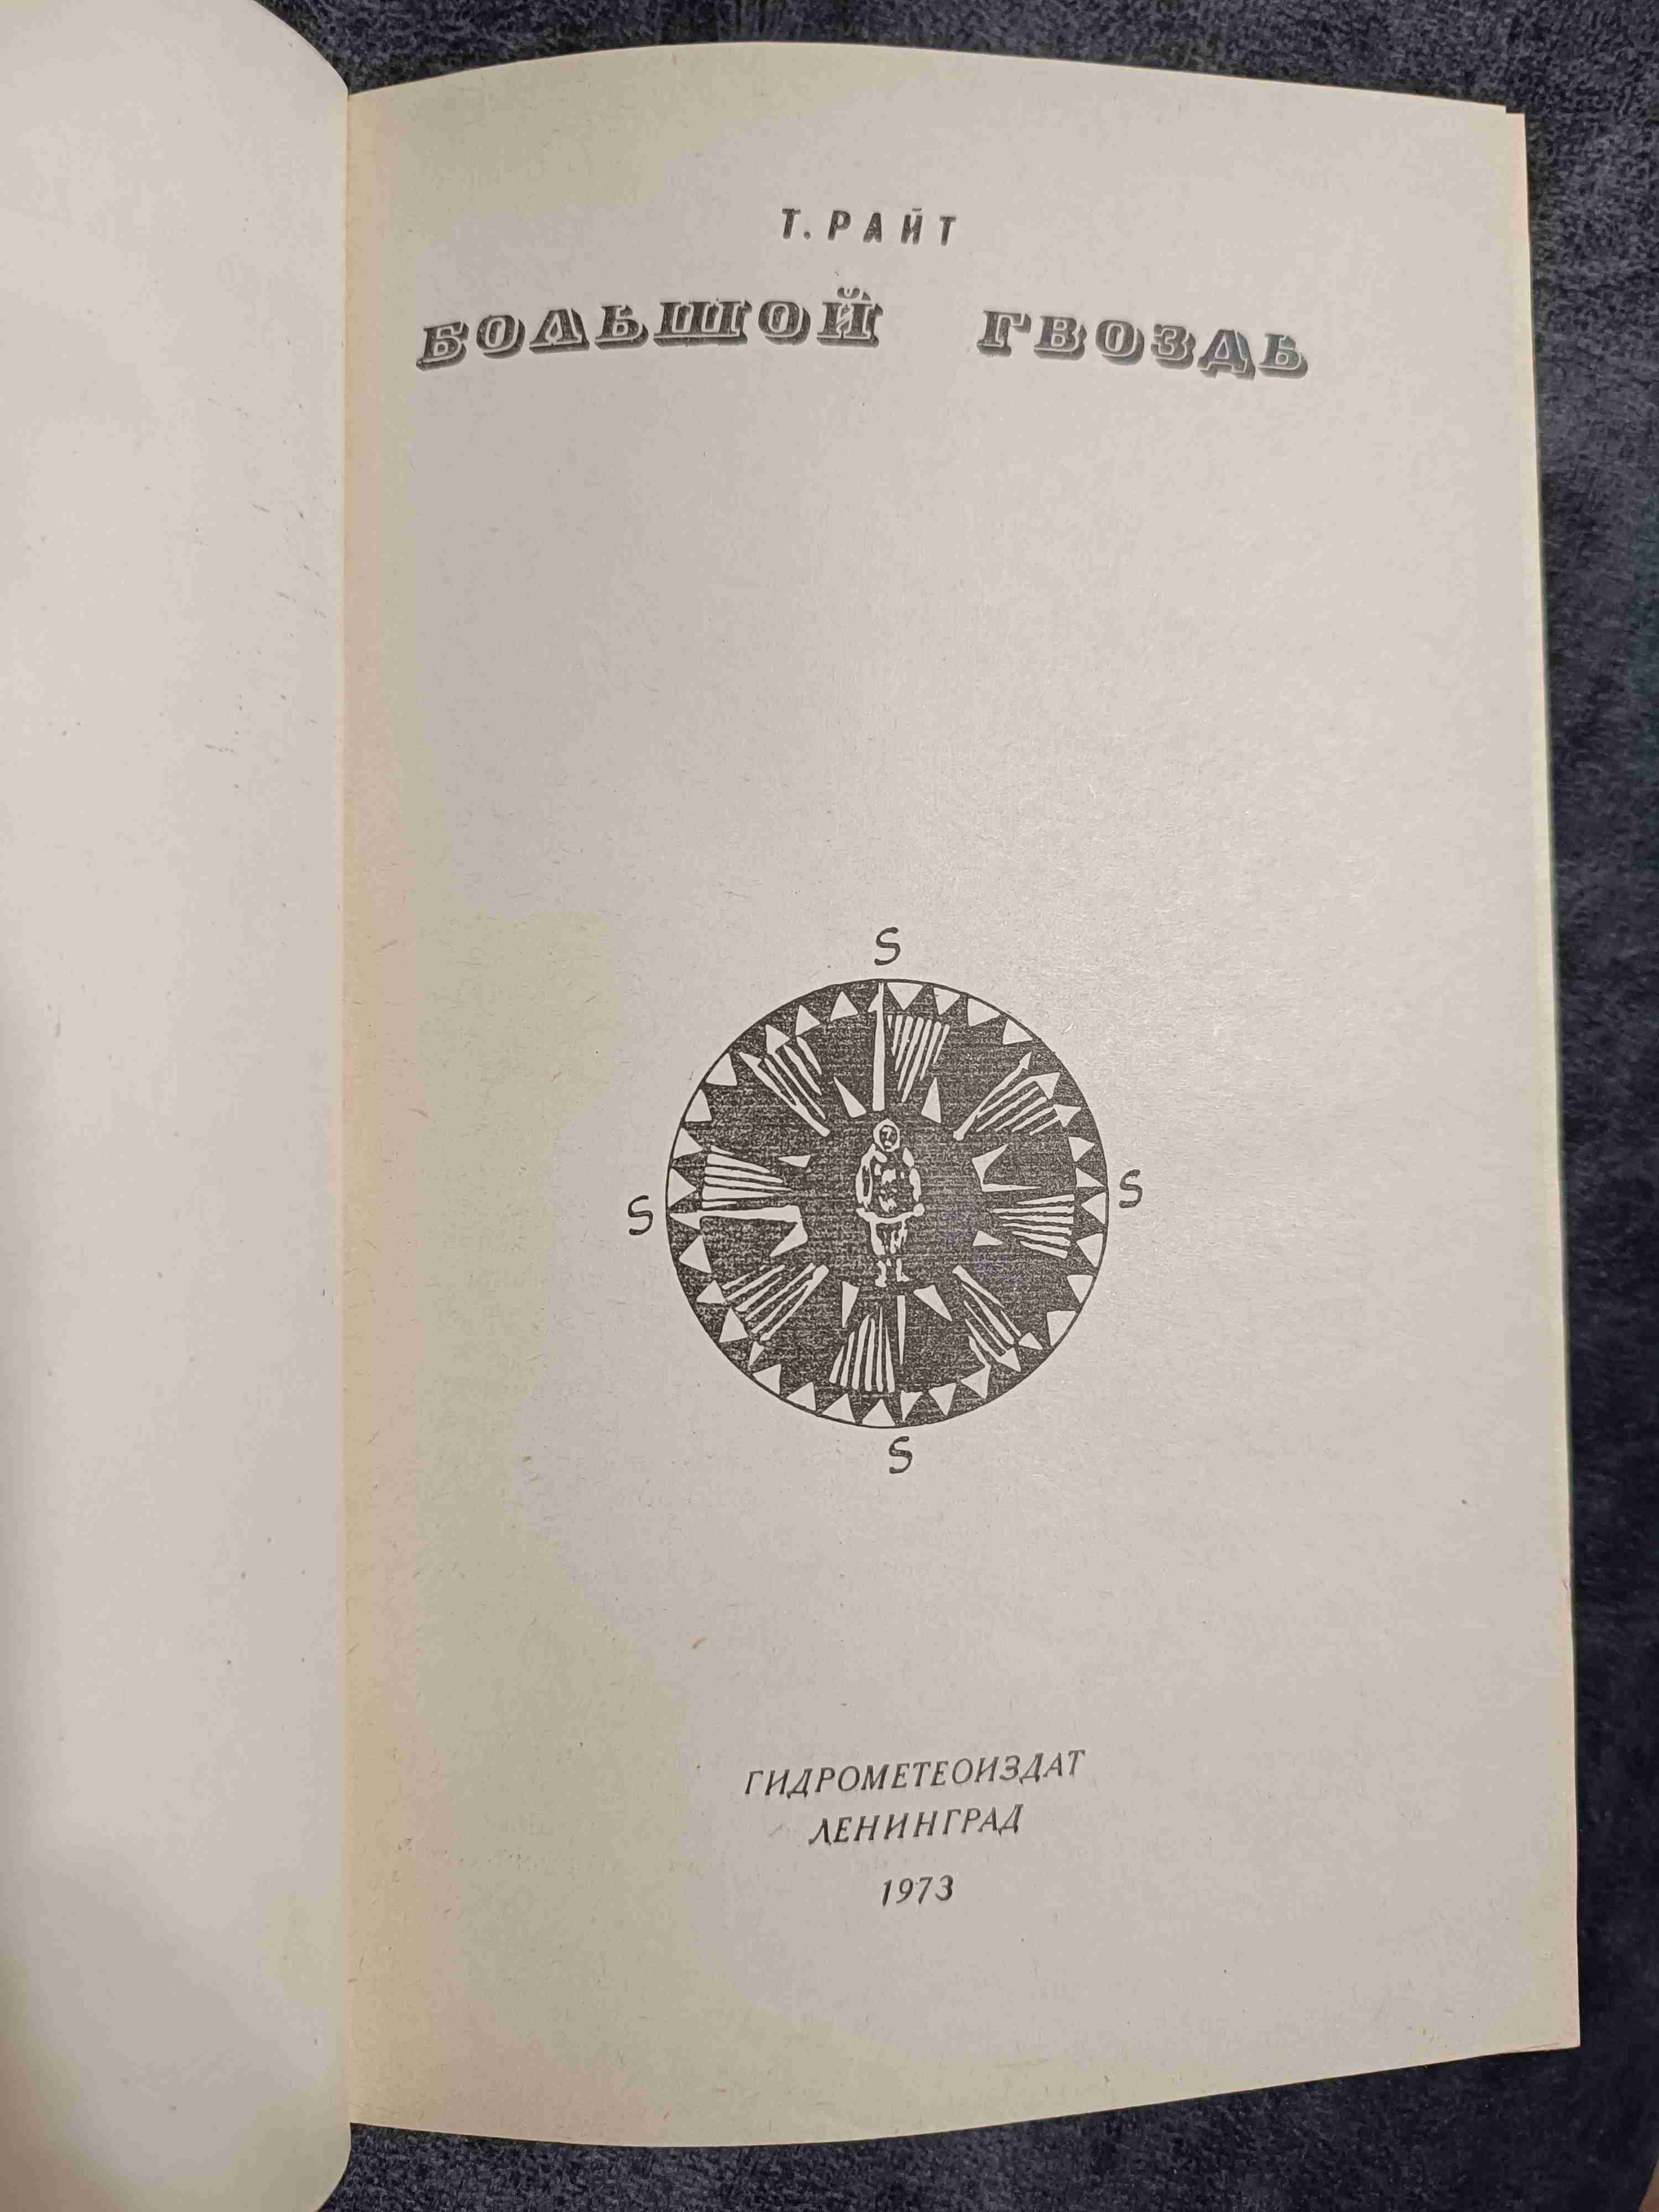 Т. РАЙТ
БОЛЬШОЙ ГВОЗДЬ
S
S S
S
ГИДРОМЕТЕОИЗДАТ
ЛЕНИНГРАД
1973